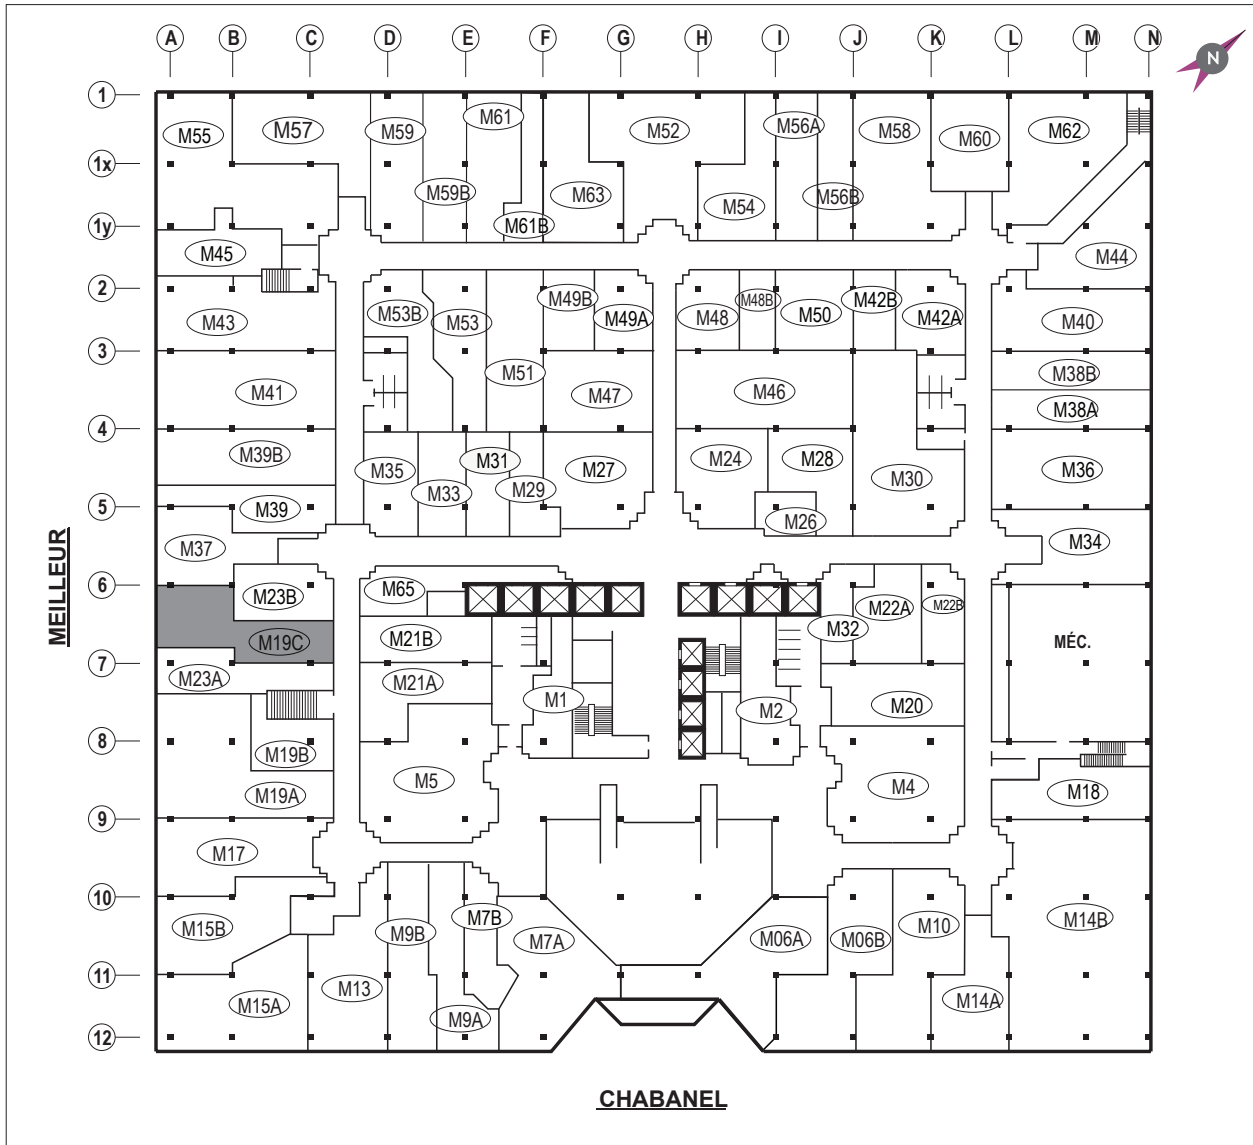 A B C D E F G H I J K L M N
N
1
M55 M57 M59 M61 M52 M56A M58 M60 M62
1x
M59B M63 M54 M56B
M61B
1y
M45 M44
2
M53B M49B M48B M42B
M43 M53 M49A M48 M50 M42A M40
3
M51 M38B
M41 M47 M46
M38A
4
M39B M31 M24 M28
M35 M27 M36
M33 M29 M30
5
M39 M26
M37 M34
6
M23B M65 M22A M22B
M19C M21B M32 MÉC.
7
M23A M21A
M1 M2 M20
8
M19B
M5 M4
M19A M18
9
M17
10
M15B M9B M7B M7A M06A M06B M10 M14B
11
M15A M13 M14A
M9A
12
MEILLEUR
CHABANEL